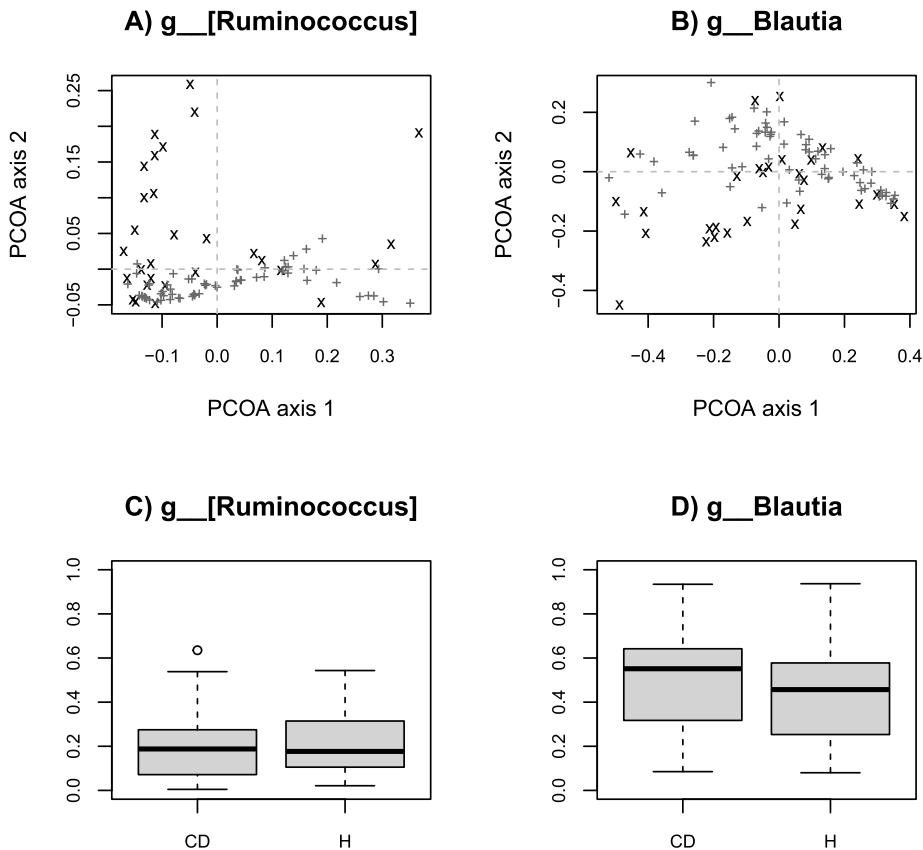 A) g__[Ruminococcus]
PCOA axis 2
0.25
0.15
0.05
−0.05
−0.1 0.0 0.1 0.2 0.3
PCOA axis 1
B) g__Blautia
PCOA axis 2
0.2
0.0
−0.2
−0.4
−0.4 −0.2 0.0 0.2 0.4
PCOA axis 1
C) g__[Ruminococcus]
1.0
0.8
0.6
0.4
0.2
0.0
CD H
D) g__Blautia
1.0
0.8
0.6
0.4
0.2
0.0
CD H